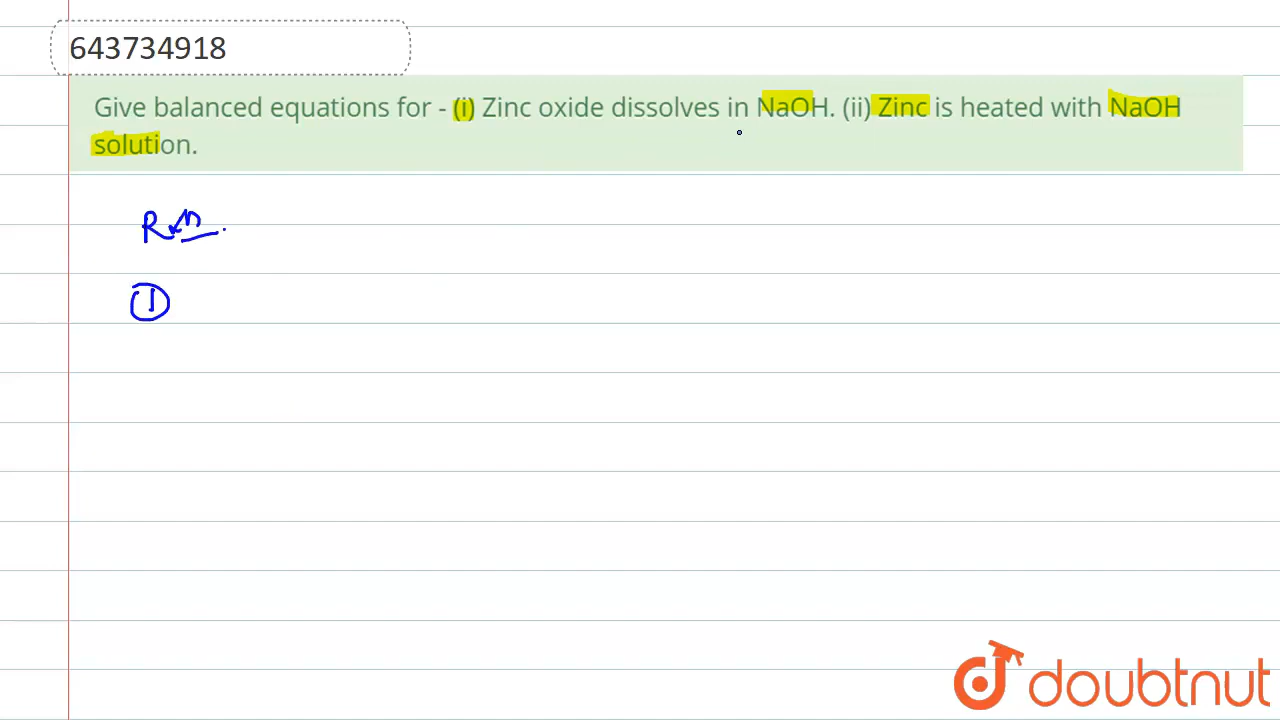 643734918
Give balanced equations for - (i) Zinc oxide dissolves in NaOH. (ii) Zinc is heated with NaOH
solution.
Rxn.
①
doubtnut